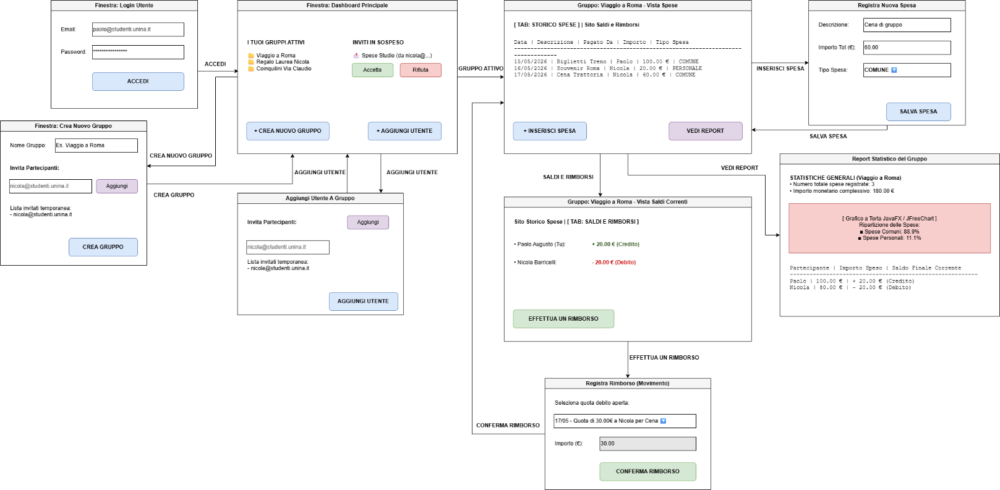 Finestra: Login Utente
Email:
paolo@studenti.unina.it
Password:
****************
ACCEDI
ACCEDI
Finestra: Dashboard Principale
I TUOI GRUPPI ATTIVI
Viaggio a Roma
Regalo Laurea Nicola
Coinquilini Via Claudio
INVITI IN SOSPESO
Spese Studio (da nicola@...)
Accetta
Rifiuta
+ CREA NUOVO GRUPPO
+ AGGIUNGI UTENTE
GRUPPO ATTIVO
Gruppo: Viaggio a Roma - Vista Spese
[ TAB: STORICO SPESE ] | Sito Saldi e Rimborsi
Data | Descrizione | Pagato Da | Importo | Tipo Spesa
--------------------------------------------------------------------
-------------
15/05/2026 | Biglietti Treno | Paolo | 100.00 € | COMUNE
16/05/2026 | Souvenir Roma | Nicola | 20.00 € | PERSONALE
17/05/2026 | Cena Trattoria | Nicola | 60.00 € | COMUNE
+ INSERISCI SPESA
VEDI REPORT
INSERISCI SPESA
Registra Nuova Spesa
Descrizione:
Cena di gruppo
Importo Tot (€):
60.00
Tipo Spesa:
COMUNE 🔽
SALVA SPESA
SALVA SPESA
Finestra: Crea Nuovo Gruppo
Nome Gruppo:
Es. Viaggio a Roma
Invita Partecipanti:
nicola@studenti.unina.it
Aggiungi
Lista invitati temporanea:
- nicola@studenti.unina.it
CREA GRUPPO
CREA NUOVO GRUPPO
CREA GRUPPO
AGGIUNGI UTENTE
AGGIUNGI UTENTE
Aggiungi Utente A Gruppo
Invita Partecipanti:
Aggiungi
nicola@studenti.unina.it
Lista invitati temporanea:
- nicola@studenti.unina.it
AGGIUNGI UTENTE
SALDI E RIMBORSI
VEDI REPORT
Gruppo: Viaggio a Roma - Vista Saldi Correnti
Sito Storico Spese | [ TAB: SALDI E RIMBORSI ]
• Paolo Augusto (Tu):
+ 20.00 € (Credito)
• Nicola Barricelli:
- 20.00 € (Debito)
EFFETTUA UN RIMBORSO
EFFETTUA UN RIMBORSO
Report Statistico del Gruppo
STATISTICHE GENERALI (Viaggio a Roma)
• Numero totale spese registrate: 3
• Importo monetario complessivo: 180.00 €
[ Grafico a Torta JavaFX / JFreeChart ]
Ripartizione delle Spese:
■ Spese Comuni: 88.9%
■ Spese Personali: 11.1%
Partecipante | Importo Speso | Saldo Finale Corrente
--------------------------------------------------------
Paolo | 100.00 € | + 20.00 € (Credito)
Nicola | 80.00 € | - 20.00 € (Debito)
Registra Rimborso (Movimento)
Seleziona quota debito aperta:
17/05 - Quota di 30.00€ a Nicola per Cena 🔽
Importo (€):
30.00
CONFERMA RIMBORSO
CONFERMA RIMBORSO